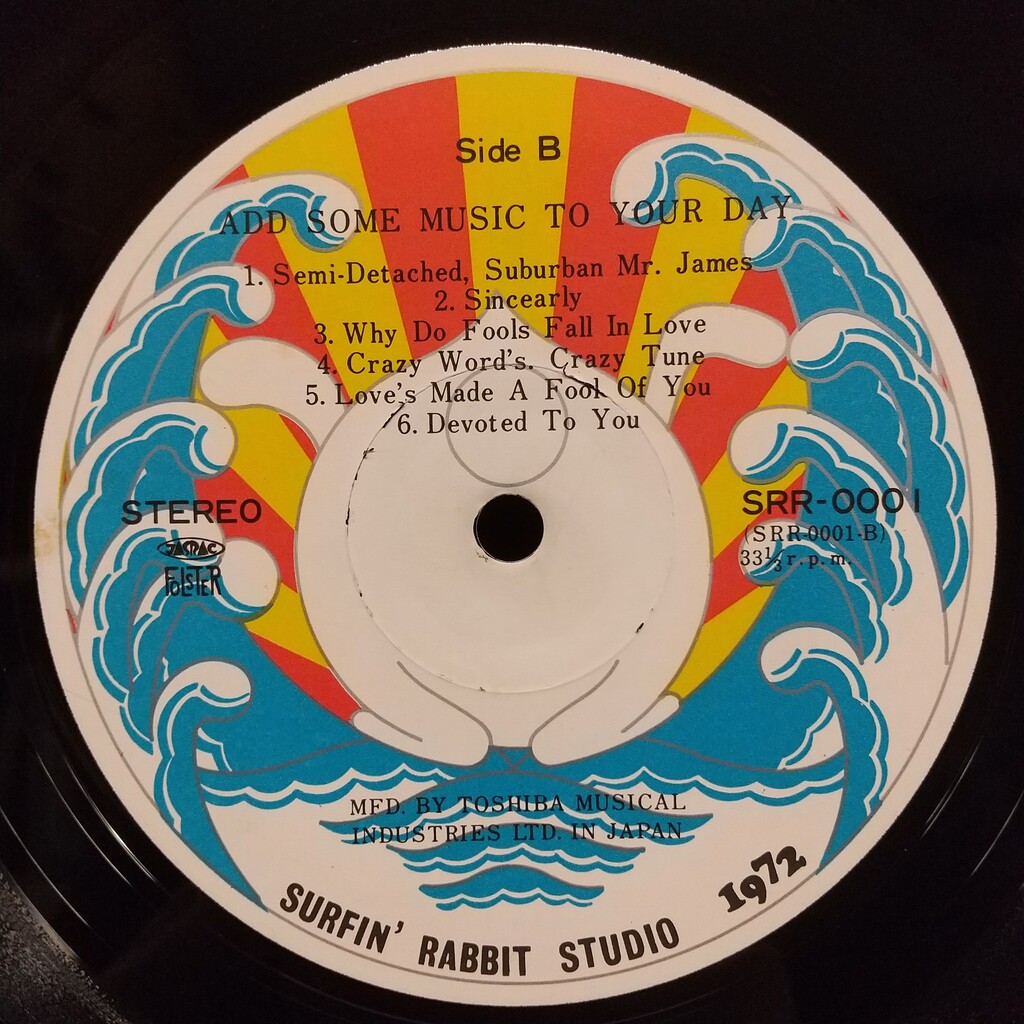 Side B
ADD SOME MUSIC TO YOUR DAY
1. Semi-Detached, Suburban Mr. James
2. Sincearly
3. Why Do Fools Fall In Love
4. Crazy Word's. Crazy Tune
5. Love's Made A Fool Of You
6. Devoted To You
STEREO
JASRAC
FOLSTER
SRR-0001
(SRR-0001-B)
33⅓ r.p.m.
MFD. BY TOSHIBA MUSICAL
INDUSTRIES LTD. IN JAPAN
SURFIN' RABBIT STUDIO 1972